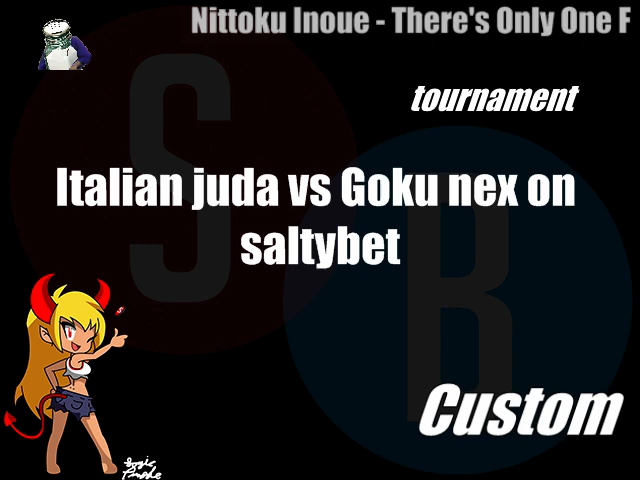 Nittoku Inoue - There's Only One F
tournament
Italian juda vs Goku nex on
saltybet
S
B
Custom